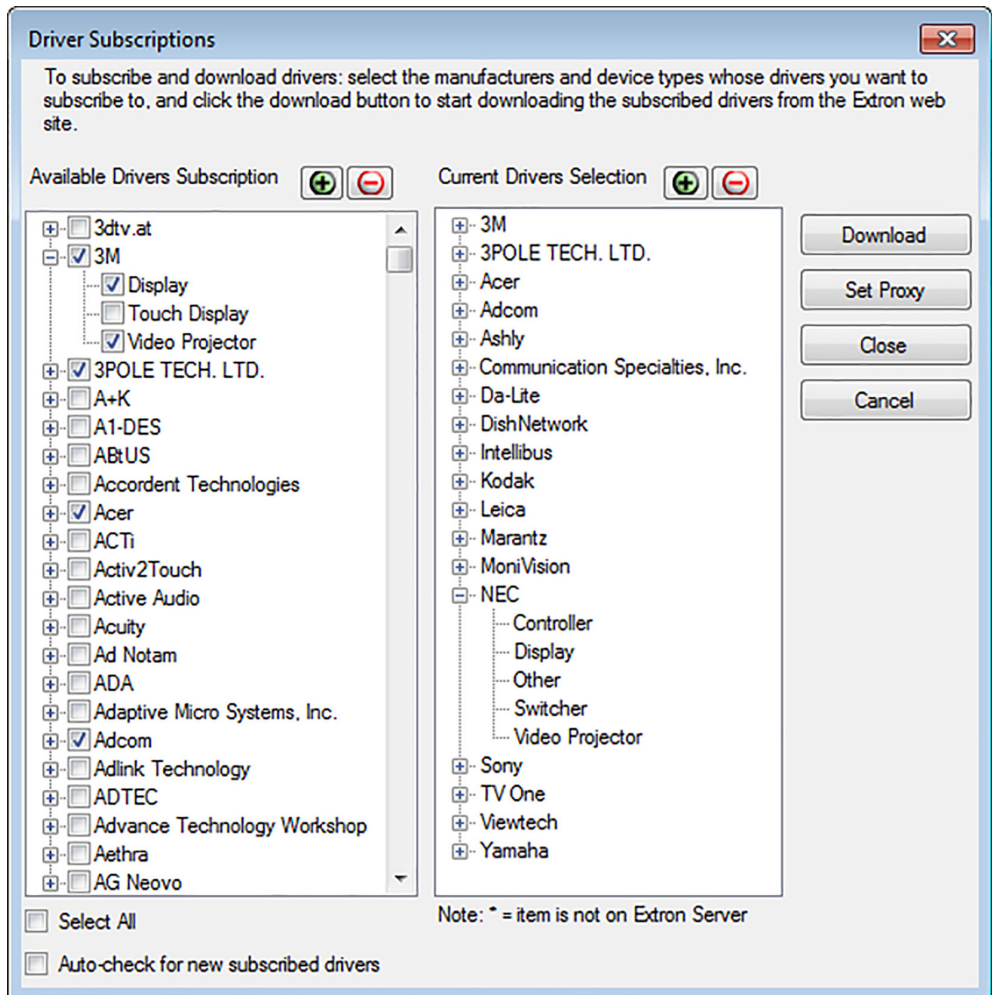 Driver Subscriptions
To subscribe and download drivers: select the manufacturers and device types whose drivers you want to
subscribe to, and click the download button to start downloading the subscribed drivers from the Extron web
site.
Available Drivers Subscription
3dtv.at
3M
Display
Touch Display
Video Projector
3POLE TECH. LTD.
A+K
A1-DES
ABtUS
Accordent Technologies
Acer
ACTi
Activ2Touch
Active Audio
Acuity
Ad Notam
ADA
Adaptive Micro Systems, Inc.
Adcom
Adlink Technology
ADTEC
Advance Technology Workshop
Aethra
AG Neovo
Select All
Auto-check for new subscribed drivers
Current Drivers Selection
3M
3POLE TECH. LTD.
Acer
Adcom
Ashly
Communication Specialties, Inc.
Da-Lite
DishNetwork
Intellibus
Kodak
Leica
Marantz
MoniVision
NEC
Controller
Display
Other
Switcher
Video Projector
Sony
TV One
Viewtech
Yamaha
Note: * = item is not on Extron Server
Download
Set Proxy
Close
Cancel